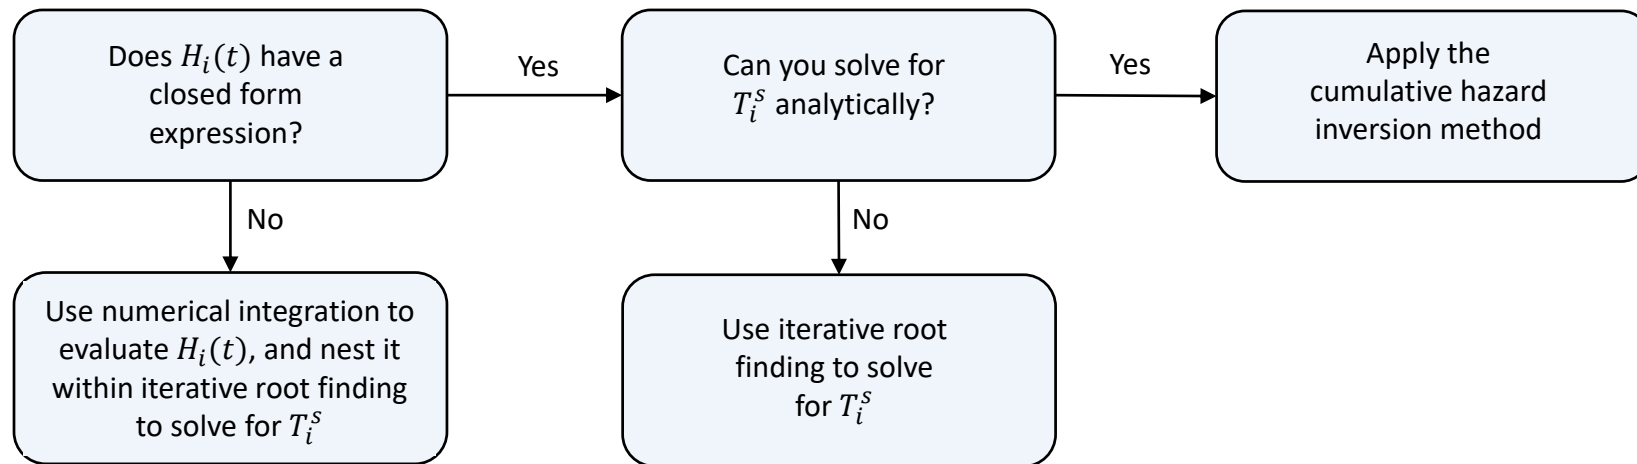 Does $H_i(t)$ have a
closed form
expression?
Yes
Can you solve for
$T_i^s$ analytically?
Yes
Apply the
cumulative hazard
inversion method
No
No
Use numerical integration to
evaluate $H_i(t)$, and nest it
within iterative root finding
to solve for $T_i^s$
Use iterative root
finding to solve
for $T_i^s$